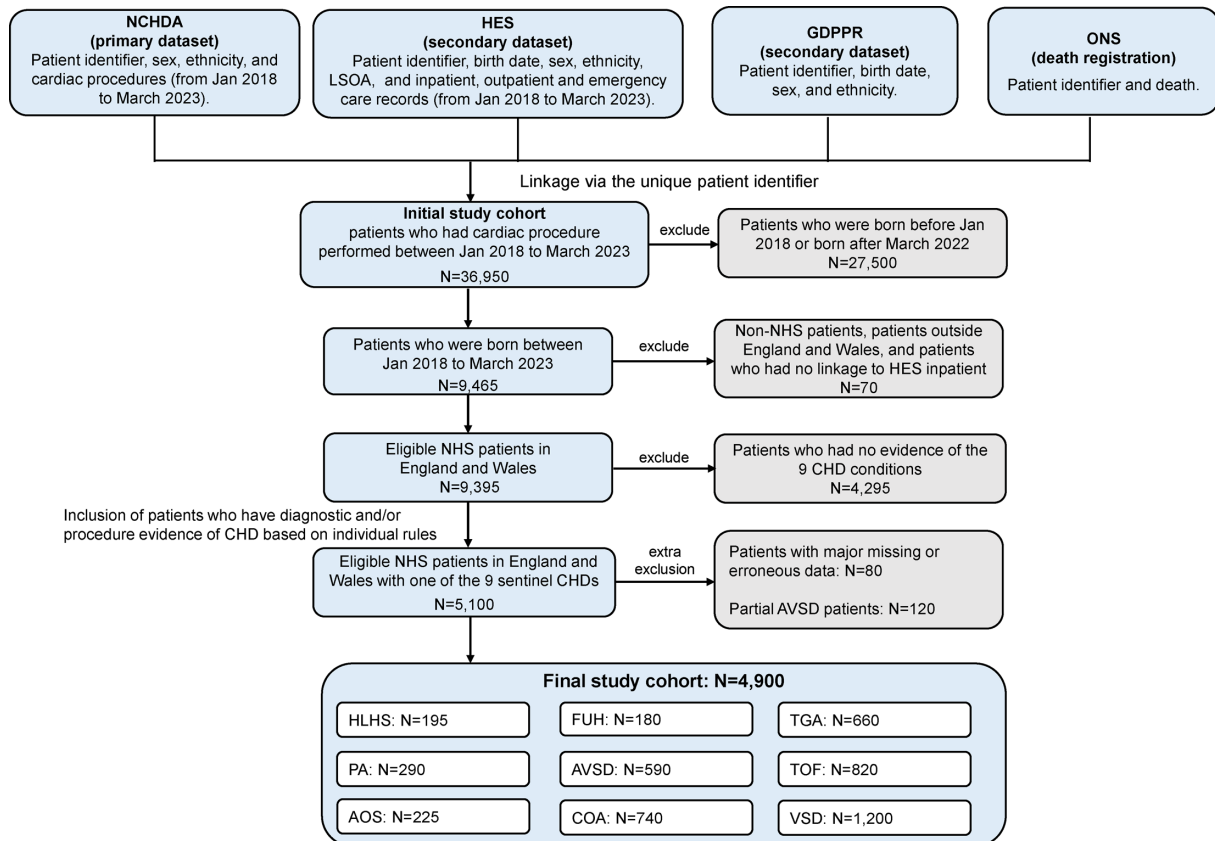 NCHDA
(primary dataset)
Patient identifier, sex, ethnicity, and
cardiac procedures (from Jan 2018
to March 2023).
HES
(secondary dataset)
Patient identifier, birth date, sex, ethnicity,
LSOA, and inpatient, outpatient and emergency
care records (from Jan 2018 to March 2023).
GDPPR
(secondary dataset)
Patient identifier, birth date,
sex, and ethnicity.
ONS
(death registration)
Patient identifier and death.
Linkage via the unique patient identifier
Initial study cohort
patients who had cardiac procedure
performed between Jan 2018 to March 2023
N=36,950
exclude
Patients who were born before Jan
2018 or born after March 2022
N=27,500
Patients who were born between
Jan 2018 to March 2023
N=9,465
exclude
Non-NHS patients, patients outside
England and Wales, and patients
who had no linkage to HES inpatient
N=70
Eligible NHS patients in
England and Wales
N=9,395
exclude
Patients who had no evidence of the
9 CHD conditions
N=4,295
Inclusion of patients who have diagnostic and/or
procedure evidence of CHD based on individual rules
Eligible NHS patients in England and
Wales with one of the 9 sentinel CHDs
N=5,100
extra
exclusion
Patients with major missing or
erroneous data: N=80
Partial AVSD patients: N=120
Final study cohort: N=4,900
HLHS: N=195
FUH: N=180
TGA: N=660
PA: N=290
AVSD: N=590
TOF: N=820
AOS: N=225
COA: N=740
VSD: N=1,200